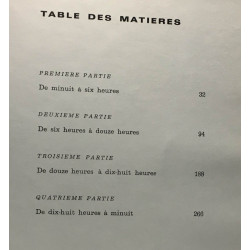 TABLE DES MATIERES
PREMIERE PARTIE
De minuit à six heures 32
DEUXIEME PARTIE
De six heures à douze heures 94
TROISIEME PARTIE
De douze heures à dix-huit heures 188
QUATRIEME PARTIE
De dix-huit heures à minuit 266